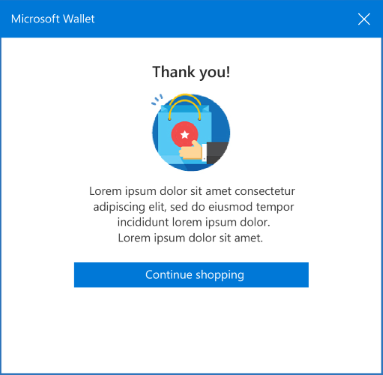 Microsoft Wallet
Thank you!
Lorem ipsum dolor sit amet consectetur
adipiscing elit, sed do eiusmod tempor
incididunt lorem ipsum dolor.
Lorem ipsum dolor sit amet.
Continue shopping